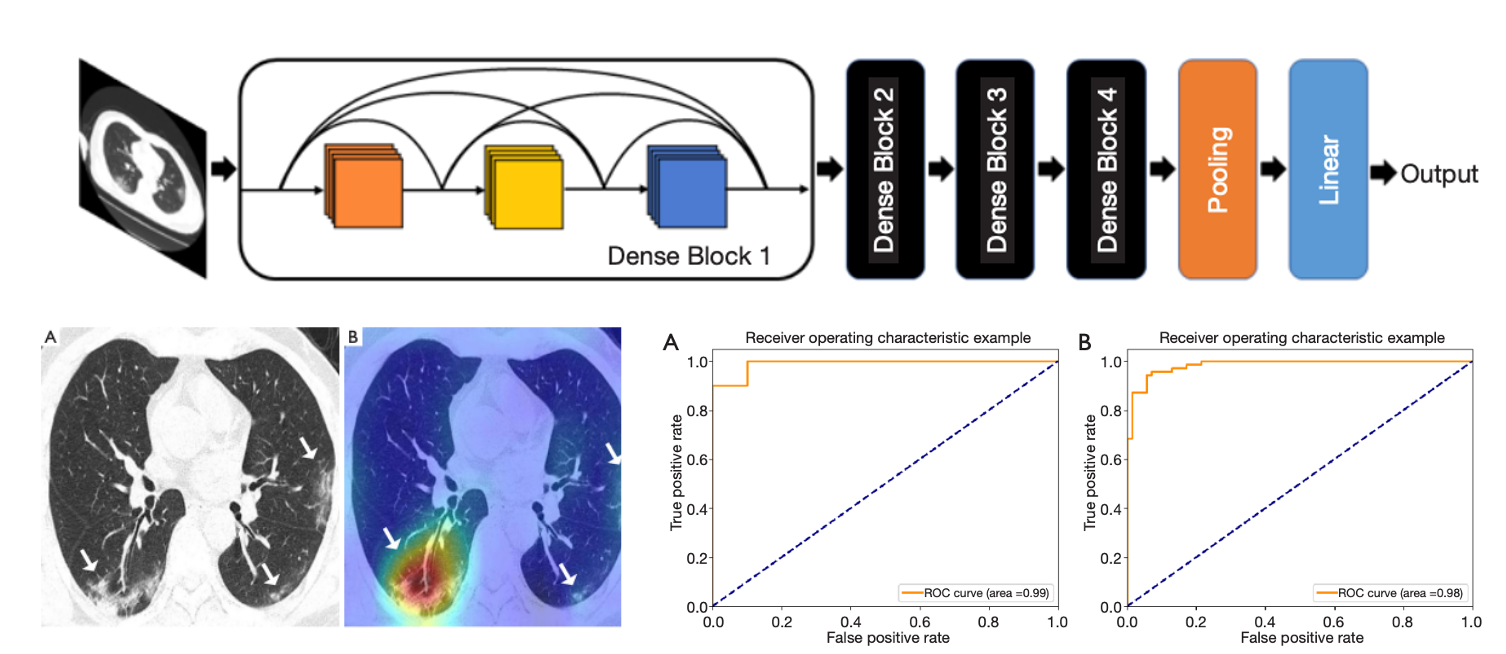 Dense Block 1
Dense Block 2
Dense Block 3
Dense Block 4
Pooling
Linear
Output
A
B
A
Receiver operating characteristic example
True positive rate
1.0
0.8
0.6
0.4
0.2
0.0
ROC curve (area =0.99)
0.0 0.2 0.4 0.6 0.8 1.0
False positive rate
B
Receiver operating characteristic example
True positive rate
1.0
0.8
0.6
0.4
0.2
0.0
ROC curve (area =0.98)
0.0 0.2 0.4 0.6 0.8 1.0
False positive rate